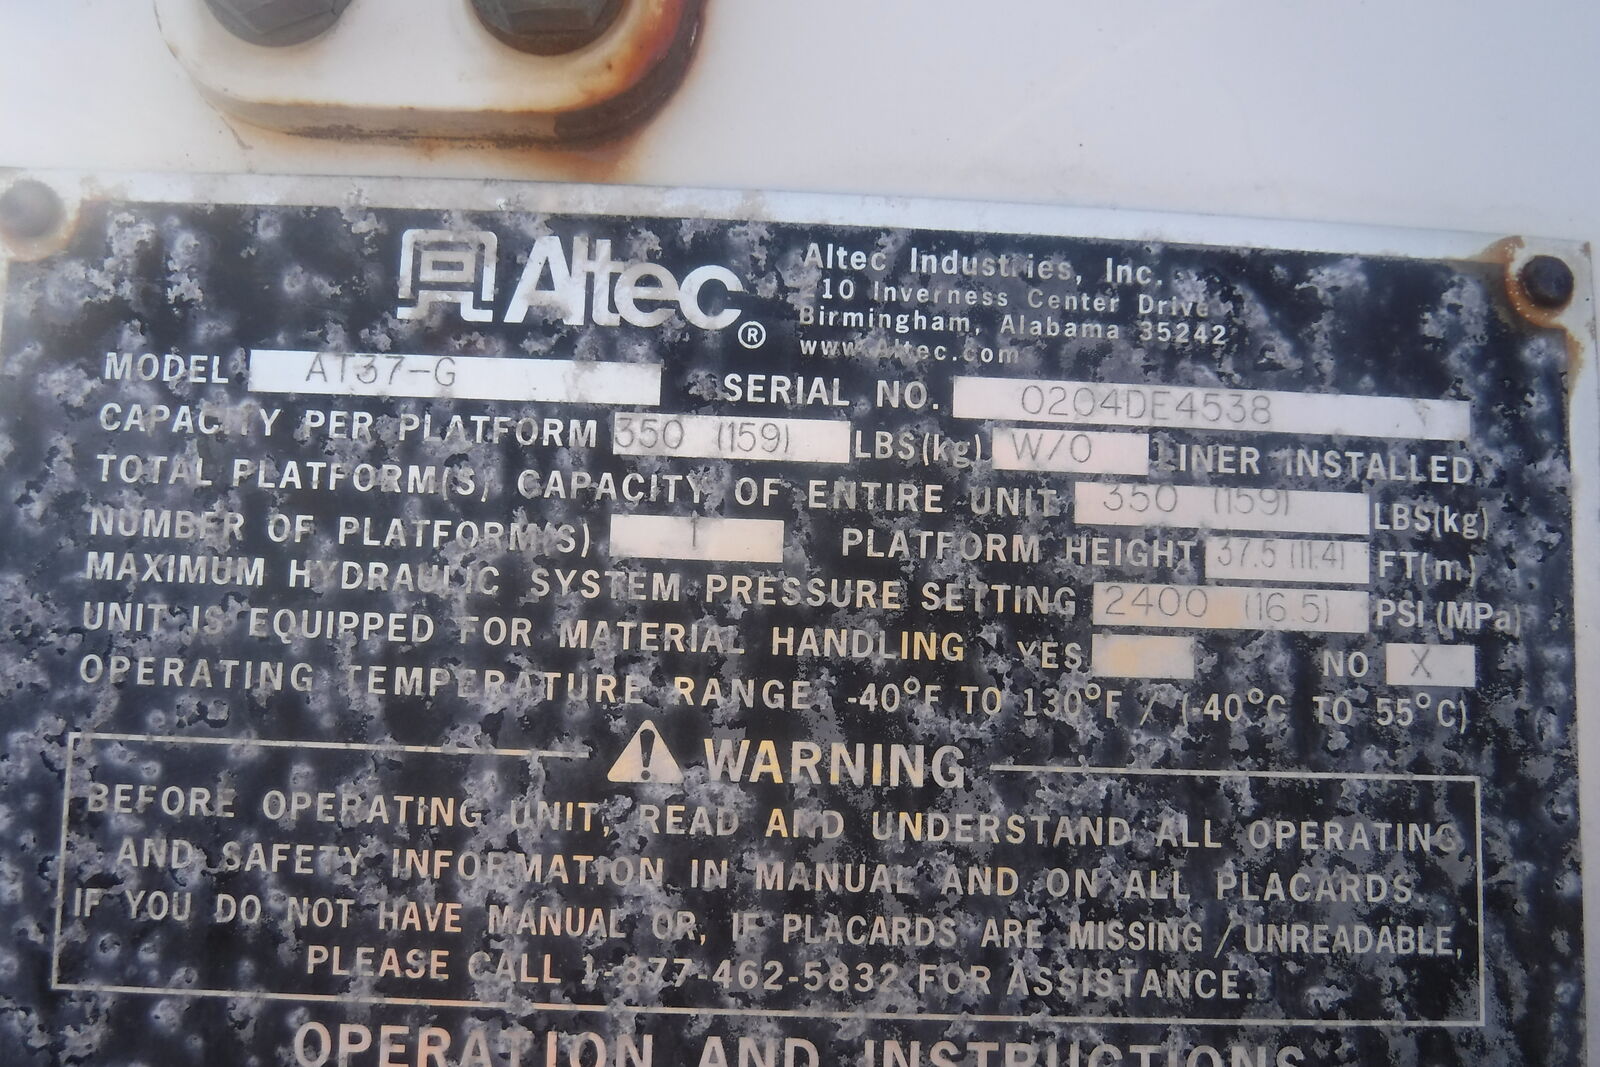 Altec®
Altec Industries, Inc.
210 Inverness Center Drive
Birmingham, Alabama 35242
www.altec.com
MODEL AT37-G SERIAL NO. 0204DE4538
CAPACITY PER PLATFORM 350 (159) LBS(kg) W/O LINER INSTALLED
TOTAL PLATFORM(S) CAPACITY OF ENTIRE UNIT 350 (159) LBS(kg)
NUMBER OF PLATFORM(S) 1 PLATFORM HEIGHT 37.5 (11.4) FT(m)
MAXIMUM HYDRAULIC SYSTEM PRESSURE SETTING 2400 (16.5) PSI (MPa)
UNIT IS EQUIPPED FOR MATERIAL HANDLING YES NO X
OPERATING TEMPERATURE RANGE -40°F TO 130°F / (-40°C TO 55°C)
WARNING
BEFORE OPERATING UNIT, READ AND UNDERSTAND ALL OPERATING
AND SAFETY INFORMATION IN MANUAL AND ON ALL PLACARDS.
IF YOU DO NOT HAVE MANUAL OR, IF PLACARDS ARE MISSING / UNREADABLE,
PLEASE CALL 1-877-462-5832 FOR ASSISTANCE.
OPERATION AND INSTRUCTIONS